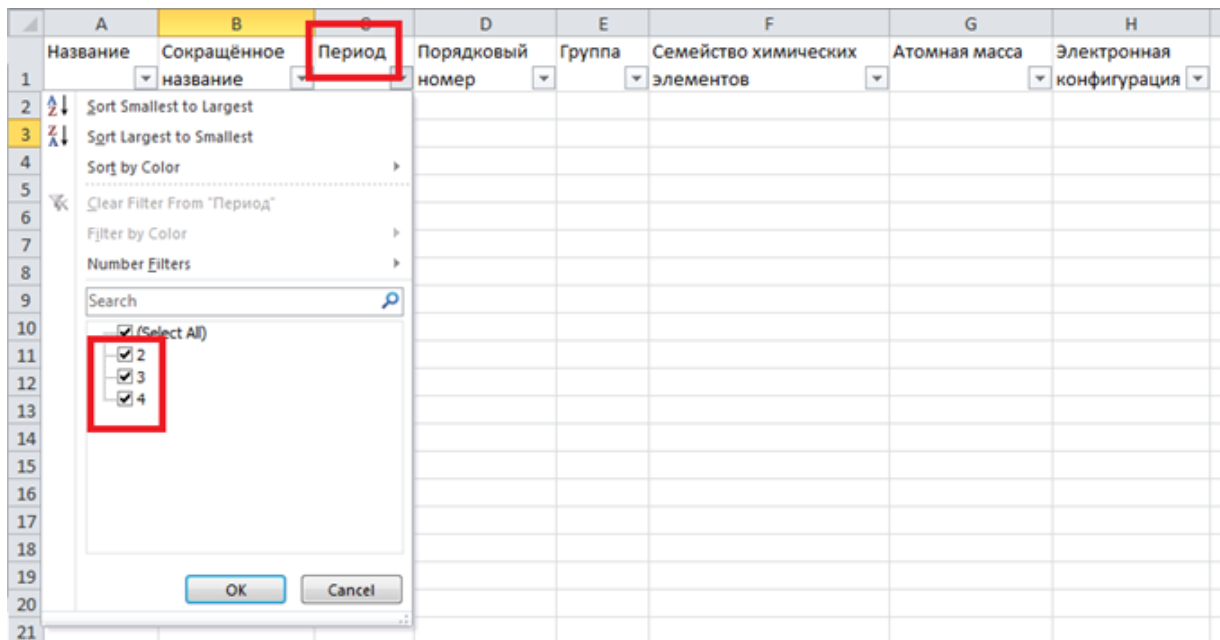 A B C D E F G H
Название Сокращённое Период Порядковый Группа Семейство химических Атомная масса Электронная
1 название номер элементов конфигурация
2 Sort Smallest to Largest
3 Sort Largest to Smallest
4 Sort by Color
5
6 Clear Filter From "Период"
7 Filter by Color
8 Number Filters
9 Search
10 (Select All)
11 2
12 3
13 4
14
15
16
17
18
19
20 OK Cancel
21